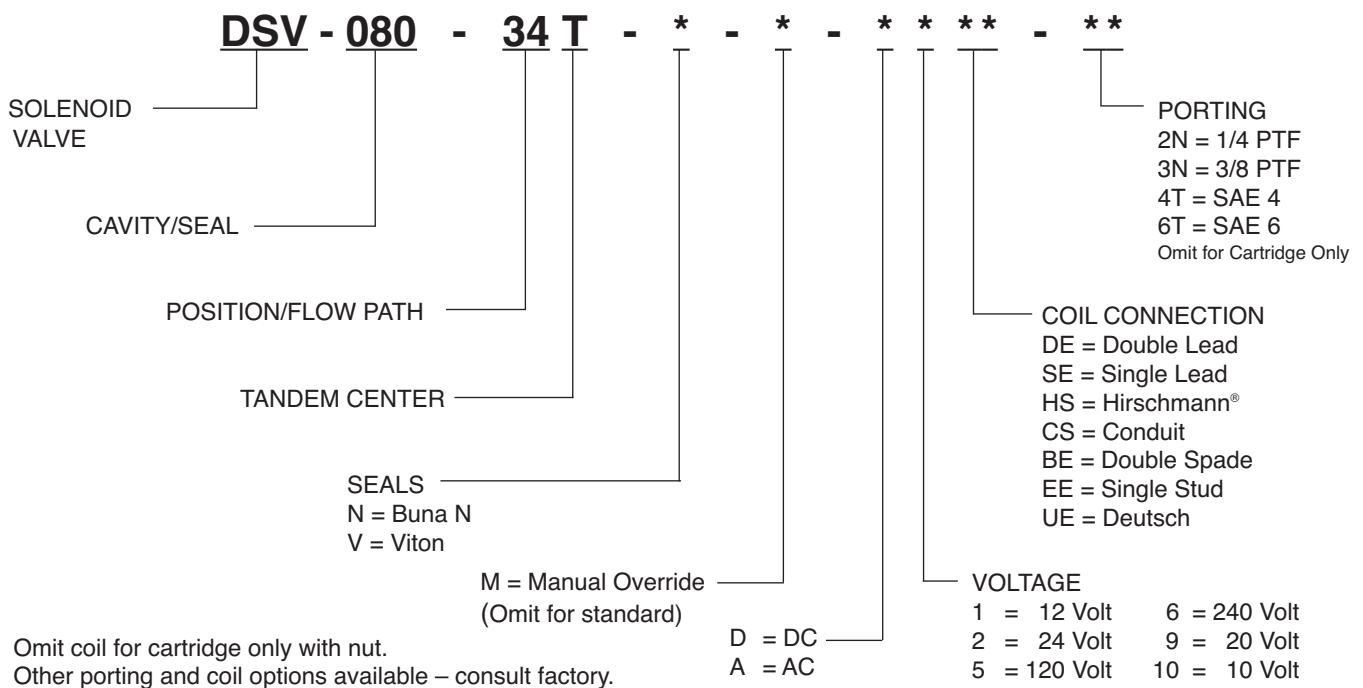 DSV - 080 - 34 T - * - * - * * ** - **
SOLENOID
VALVE
CAVITY/SEAL
POSITION/FLOW PATH
TANDEM CENTER
SEALS
N = Buna N
V = Viton
M = Manual Override
(Omit for standard)
D = DC
A = AC
VOLTAGE
1 = 12 Volt 6 = 240 Volt
2 = 24 Volt 9 = 20 Volt
5 = 120 Volt 10 = 10 Volt
COIL CONNECTION
DE = Double Lead
SE = Single Lead
HS = Hirschmann®
CS = Conduit
BE = Double Spade
EE = Single Stud
UE = Deutsch
PORTING
2N = 1/4 PTF
3N = 3/8 PTF
4T = SAE 4
6T = SAE 6
Omit for Cartridge Only
Omit coil for cartridge only with nut.
Other porting and coil options available – consult factory.